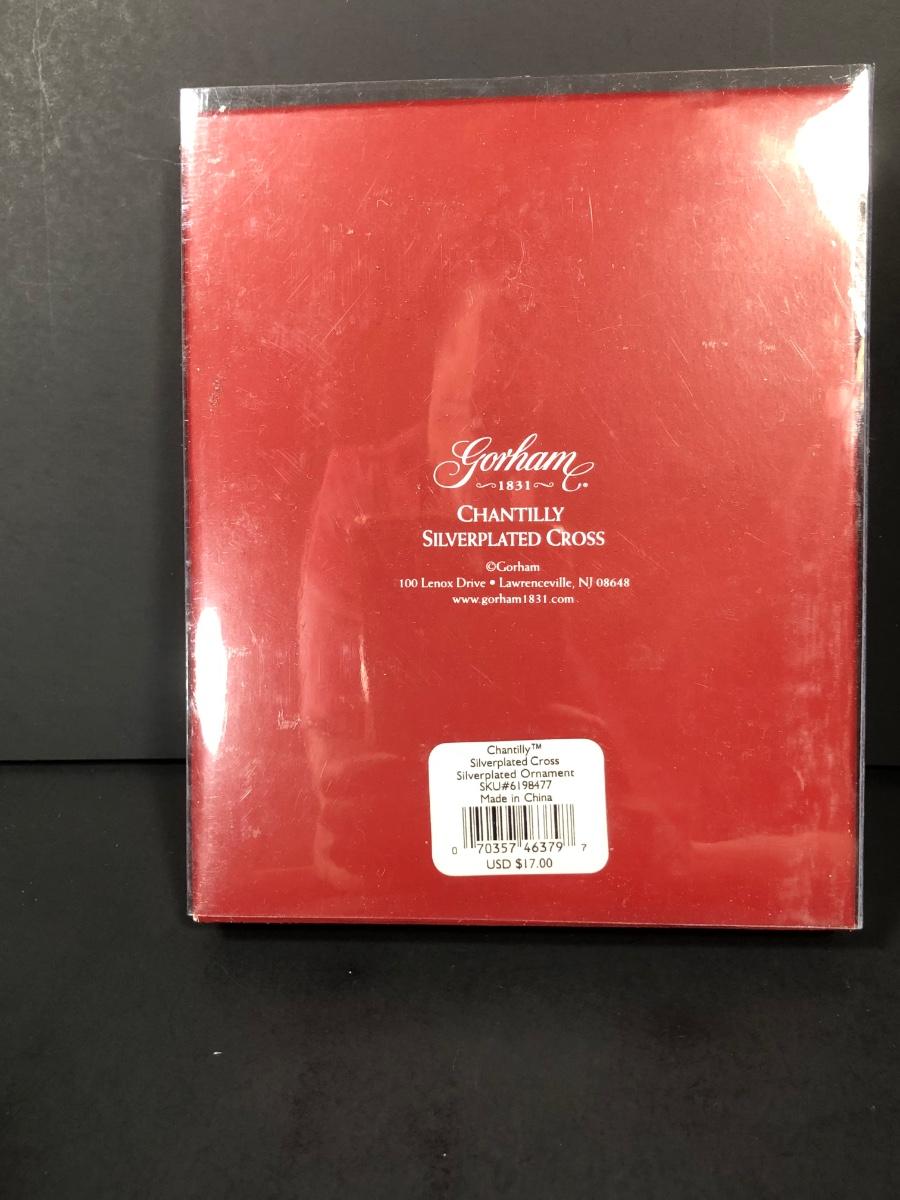 Gorham
~1831~
CHANTILLY
SILVERPLATED CROSS
©Gorham
100 Lenox Drive • Lawrenceville, NJ 08648
www.gorham1831.com
Chantilly™
Silverplated Cross
Silverplated Ornament
SKU#6198477
Made in China
0 70357 46379 7
USD $17.00